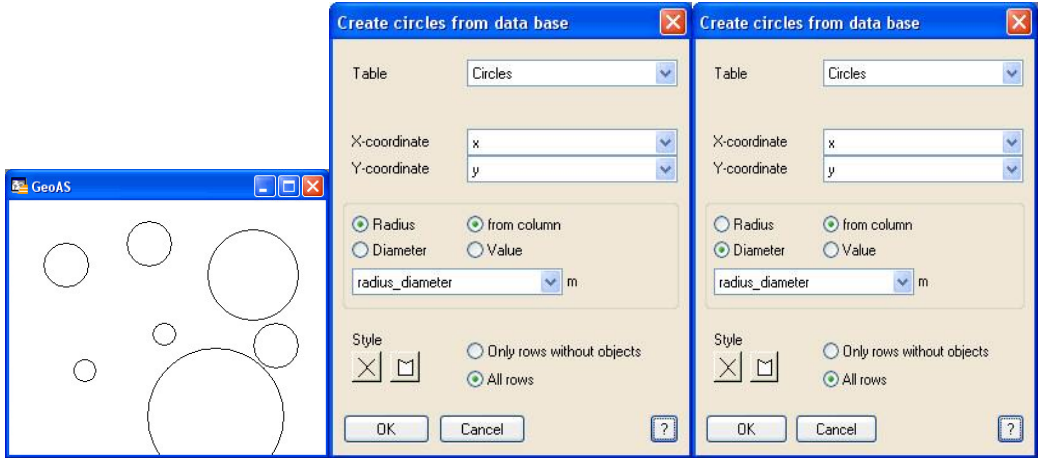 GeoAS
Create circles from data base
Table Circles
X-coordinate x
Y-coordinate y
Radius from column
Diameter Value
radius_diameter m
Style
Only rows without objects
All rows
OK Cancel ?
Create circles from data base
Table Circles
X-coordinate x
Y-coordinate y
Radius from column
Diameter Value
radius_diameter m
Style
Only rows without objects
All rows
OK Cancel ?